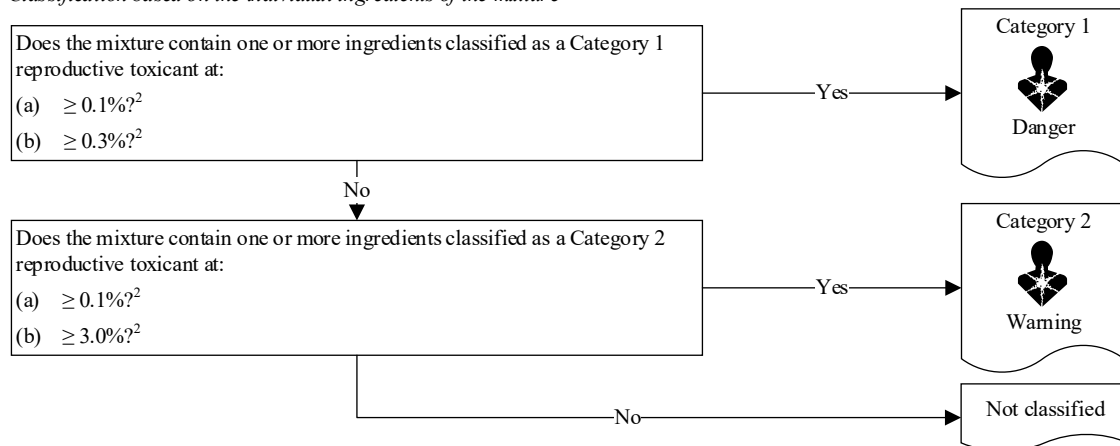 Classification based on the individual ingredients of the mixture
Does the mixture contain one or more ingredients classified as a Category 1
reproductive toxicant at:
(a) ≥ 0.1%?²
(b) ≥ 0.3%?²
Yes
Category 1
Danger
No
Does the mixture contain one or more ingredients classified as a Category 2
reproductive toxicant at:
(a) ≥ 0.1%?²
(b) ≥ 3.0%?²
Yes
Category 2
Warning
No
Not classified